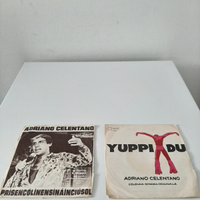 ADRIANO CELENTANO
PRISENCOLINENSINAINCIUSOL
YUPPI DU
ADRIANO CELENTANO
COLONNA SONORA ORIGINALE